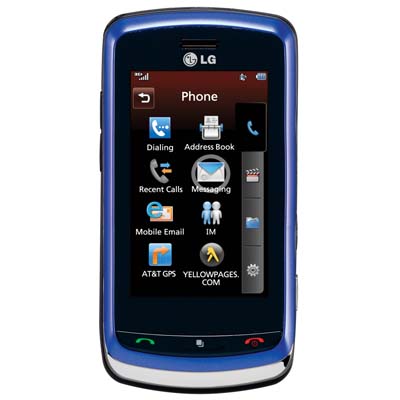 LG
Phone
Dialing
Address Book
Recent Calls
Messaging
Mobile Email
IM
AT&T GPS
YELLOWPAGES.
COM